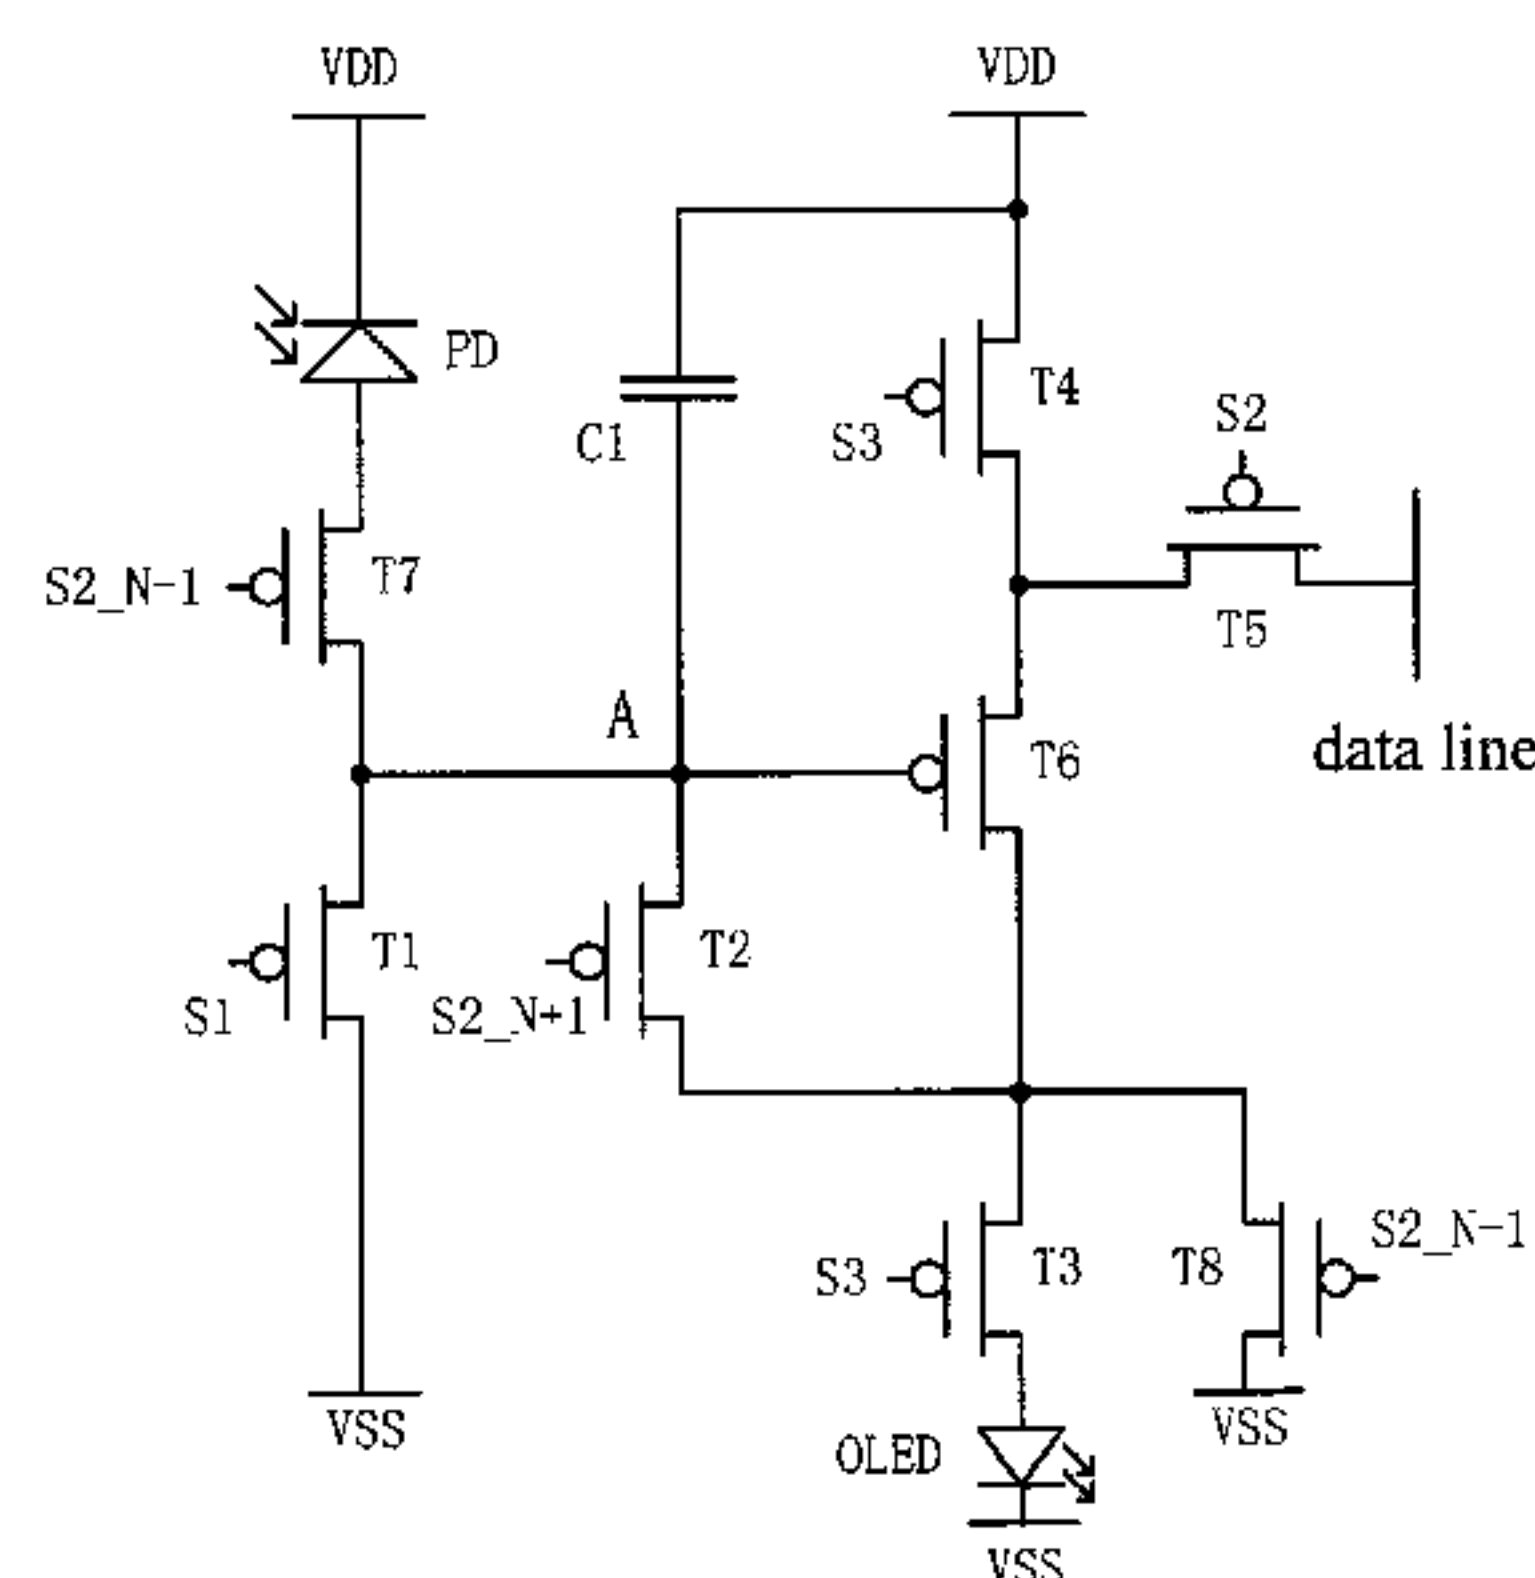 VDD
VDD
PD
C1
S3
T4
S2
S2_N-1
T7
T5
A
T6
data line
S1
T1
S2_N+1
T2
S3
T3
T8
S2_N-1
VSS
OLED
VSS
VSS